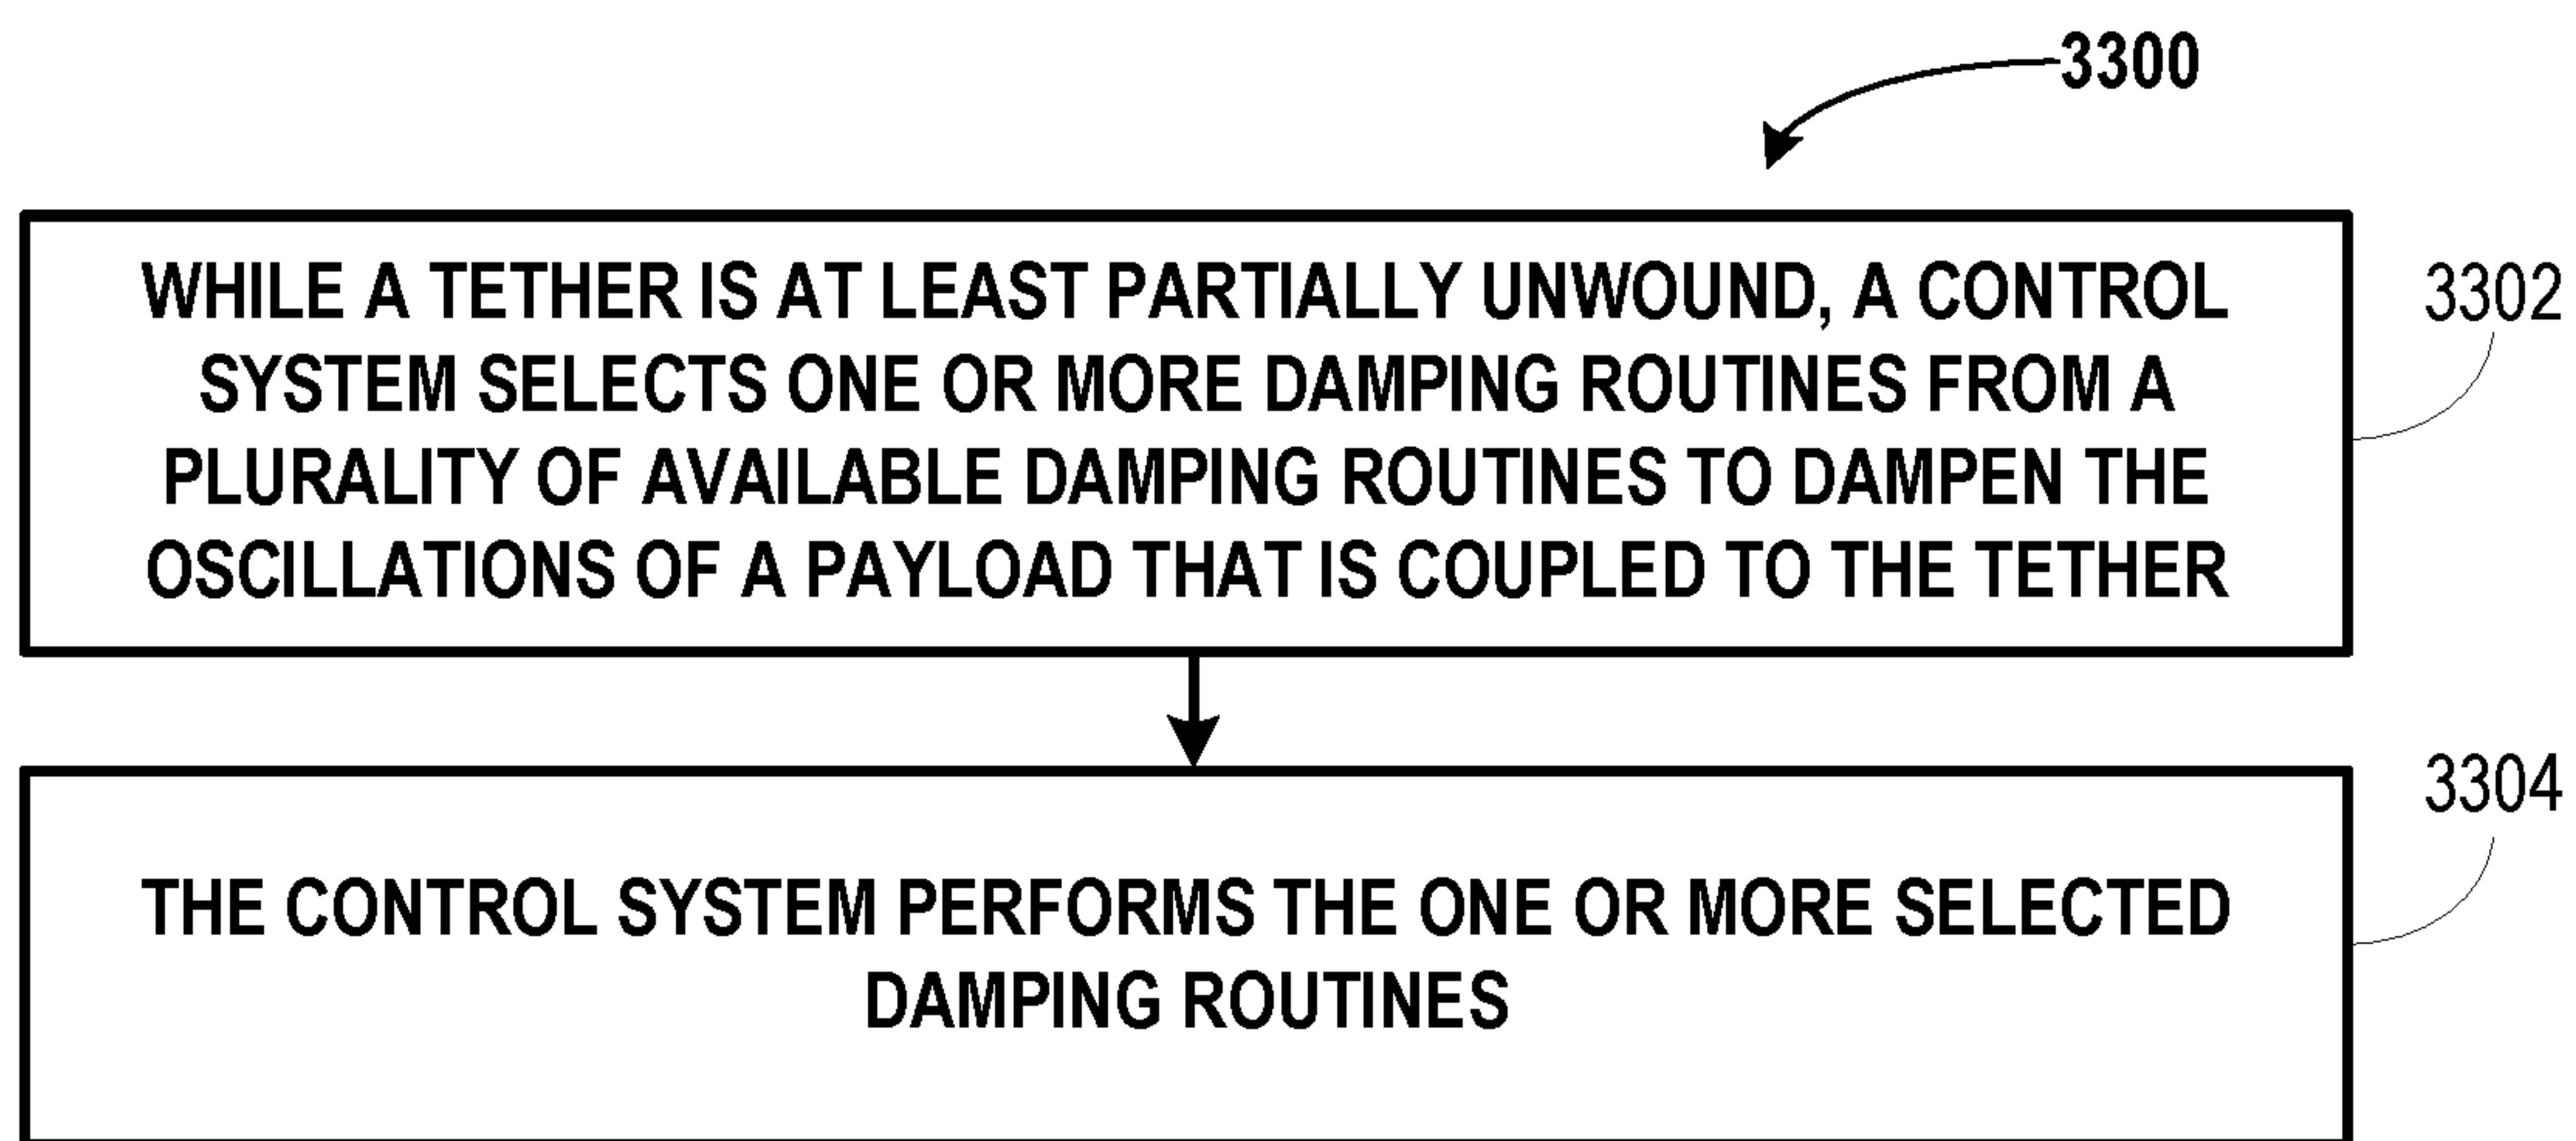 3300
WHILE A TETHER IS AT LEAST PARTIALLY UNWOUND, A CONTROL
SYSTEM SELECTS ONE OR MORE DAMPING ROUTINES FROM A
PLURALITY OF AVAILABLE DAMPING ROUTINES TO DAMPEN THE
OSCILLATIONS OF A PAYLOAD THAT IS COUPLED TO THE TETHER
3302
THE CONTROL SYSTEM PERFORMS THE ONE OR MORE SELECTED
DAMPING ROUTINES
3304